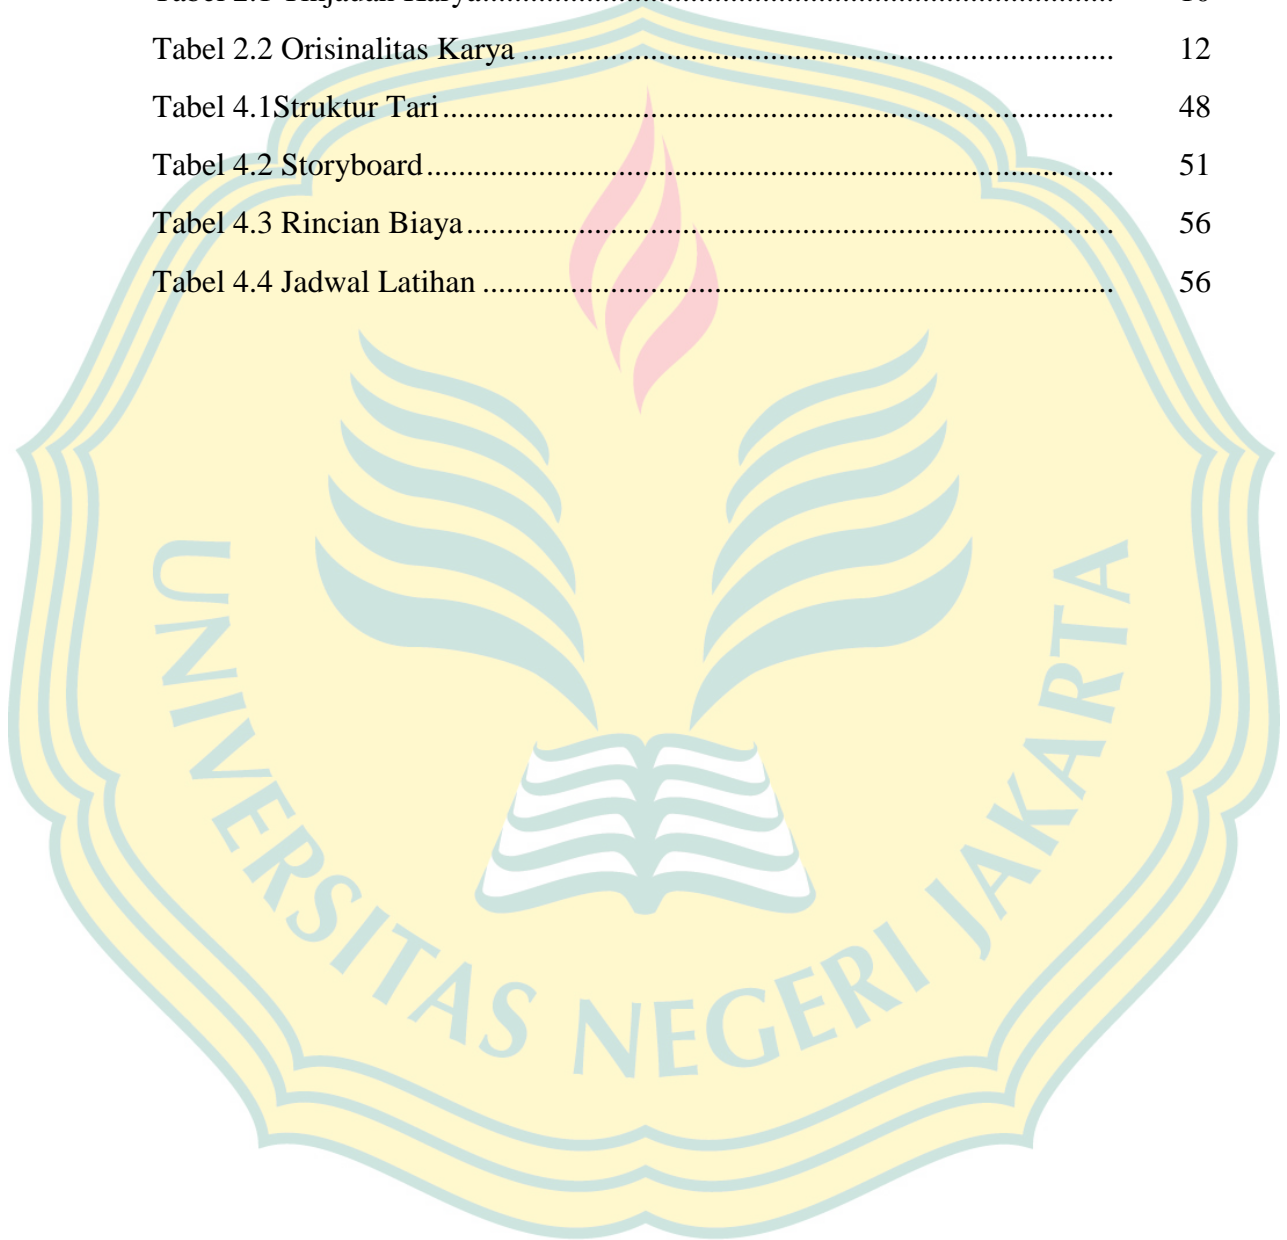 Tabel 2.2 Orisinalitas Karya ......................................................................... 12
Tabel 4.1Struktur Tari ................................................................................... 48
Tabel 4.2 Storyboard ..................................................................................... 51
Tabel 4.3 Rincian Biaya ................................................................................ 56
Tabel 4.4 Jadwal Latihan .............................................................................. 56
UNIVERSITAS NEGERI JAKARTA